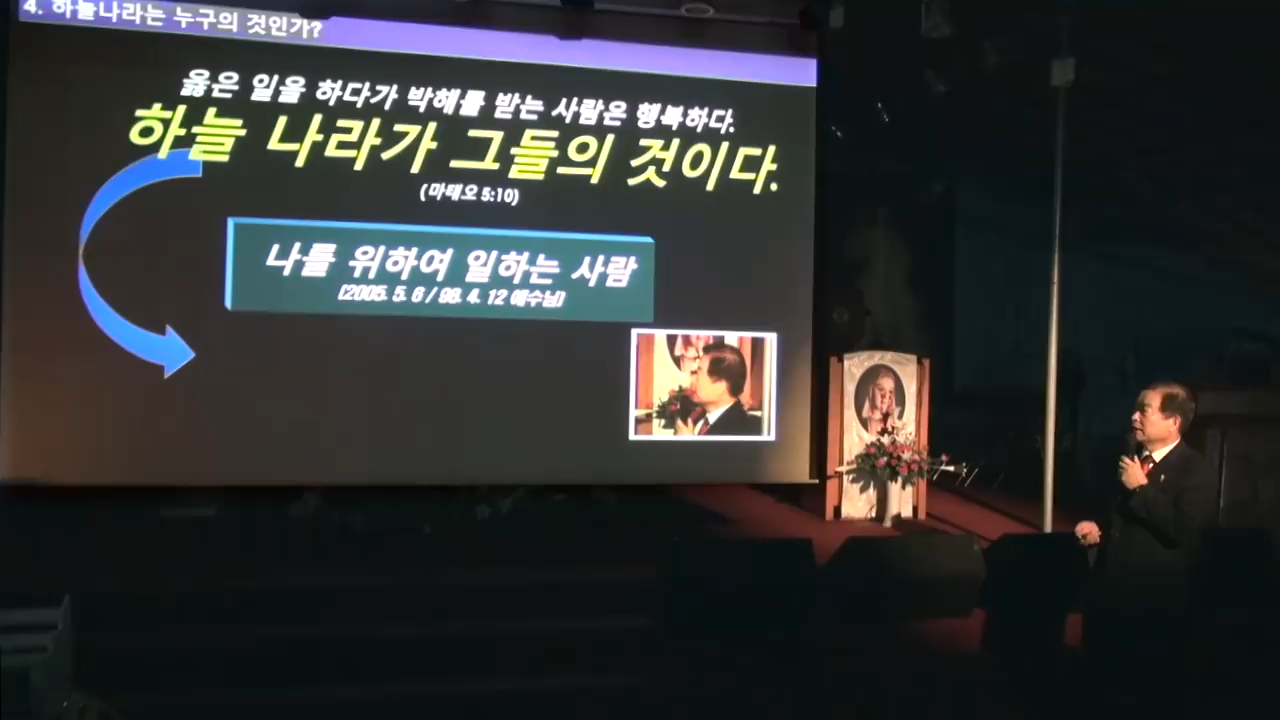 4. 하늘나라는 누구의 것인가?
옳은 일을 하다가 박해를 받는 사람은 행복하다.
하늘 나라가 그들의 것이다.
(마태오 5:10)
나를 위하여 일하는 사람
[2005. 5. 6 / 98. 4. 12 예수님]